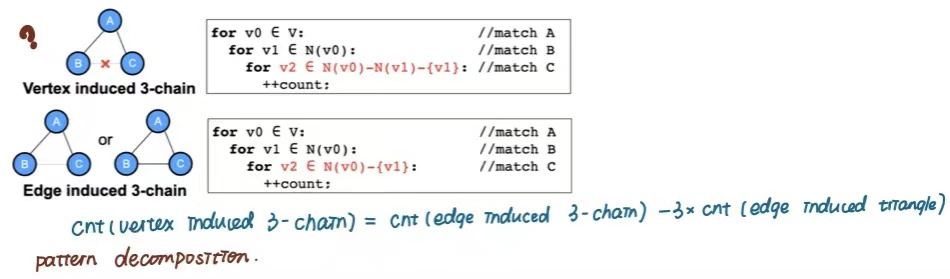 ?
A
B × C
Vertex induced 3-chain
for v0 ∈ V: //match A
for v1 ∈ N(v0): //match B
for v2 ∈ N(v0)-N(v1)-{v1}: //match C
++count;
A
B C
or
A
B C
Edge induced 3-chain
for v0 ∈ V: //match A
for v1 ∈ N(v0): //match B
for v2 ∈ N(v0)-{v1}: //match C
++count;
cnt (vertex induced 3-chain) = cnt (edge induced 3-chain) -3× cnt (edge induced triangle)
pattern decomposition.